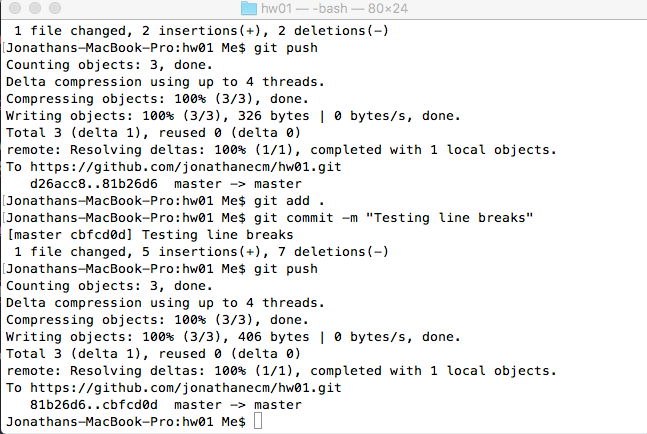 hw01 — -bash — 80×24
1 file changed, 2 insertions(+), 2 deletions(-)
[Jonathans-MacBook-Pro:hw01 Me$ git push
Counting objects: 3, done.
Delta compression using up to 4 threads.
Compressing objects: 100% (3/3), done.
Writing objects: 100% (3/3), 326 bytes | 0 bytes/s, done.
Total 3 (delta 1), reused 0 (delta 0)
remote: Resolving deltas: 100% (1/1), completed with 1 local objects.
To https://github.com/jonathanecm/hw01.git
   d26acc8..81b26d6  master -> master
[Jonathans-MacBook-Pro:hw01 Me$ git add .
[Jonathans-MacBook-Pro:hw01 Me$ git commit -m "Testing line breaks"
[master cbfcd0d] Testing line breaks
 1 file changed, 5 insertions(+), 7 deletions(-)
[Jonathans-MacBook-Pro:hw01 Me$ git push
Counting objects: 3, done.
Delta compression using up to 4 threads.
Compressing objects: 100% (3/3), done.
Writing objects: 100% (3/3), 406 bytes | 0 bytes/s, done.
Total 3 (delta 1), reused 0 (delta 0)
remote: Resolving deltas: 100% (1/1), completed with 1 local objects.
To https://github.com/jonathanecm/hw01.git
   81b26d6..cbfcd0d  master -> master
Jonathans-MacBook-Pro:hw01 Me$